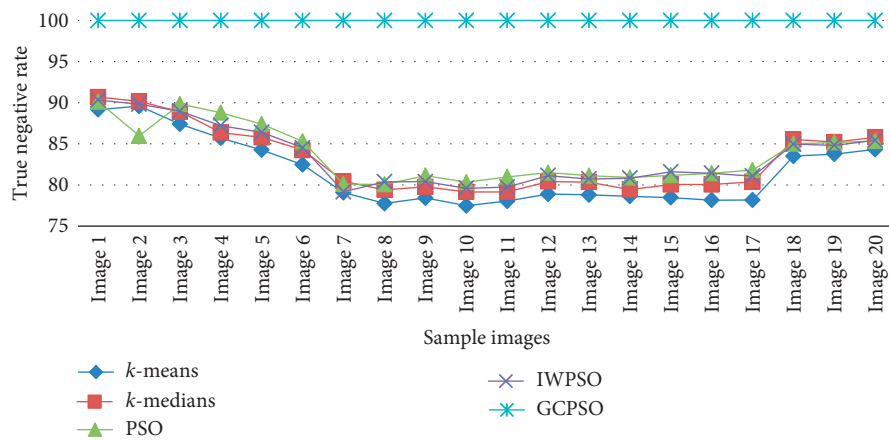 100
95
90
85
80
75
True negative rate
Image 1
Image 2
Image 3
Image 4
Image 5
Image 6
Image 7
Image 8
Image 9
Image 10
Image 11
Image 12
Image 13
Image 14
Image 15
Image 16
Image 17
Image 18
Image 19
Image 20
Sample images
k-means
k-medians
PSO
IWPSO
GCPSO